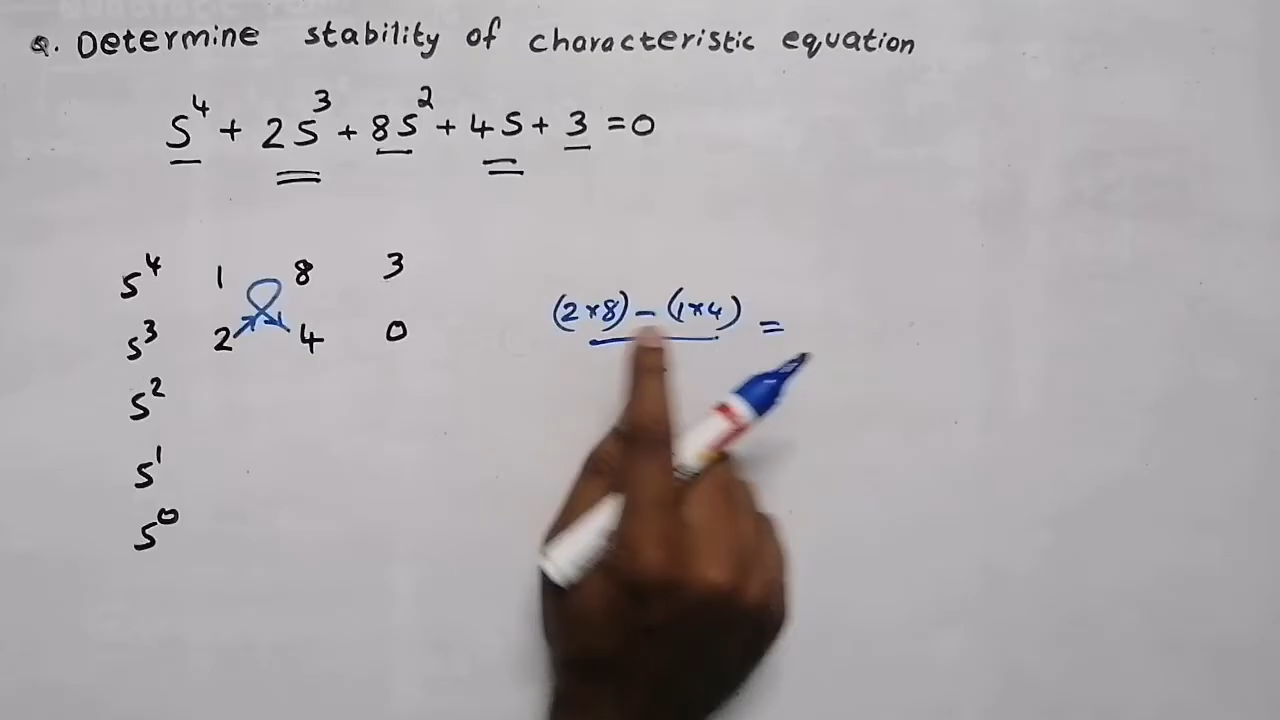 Q. Determine stability of characteristic equation
S⁴ + 2S³ + 8S² + 4S + 3 = 0
S⁴ 1 8 3
S³ 2 4 0
(2×8) - (1×4) =
S²
S¹
S⁰